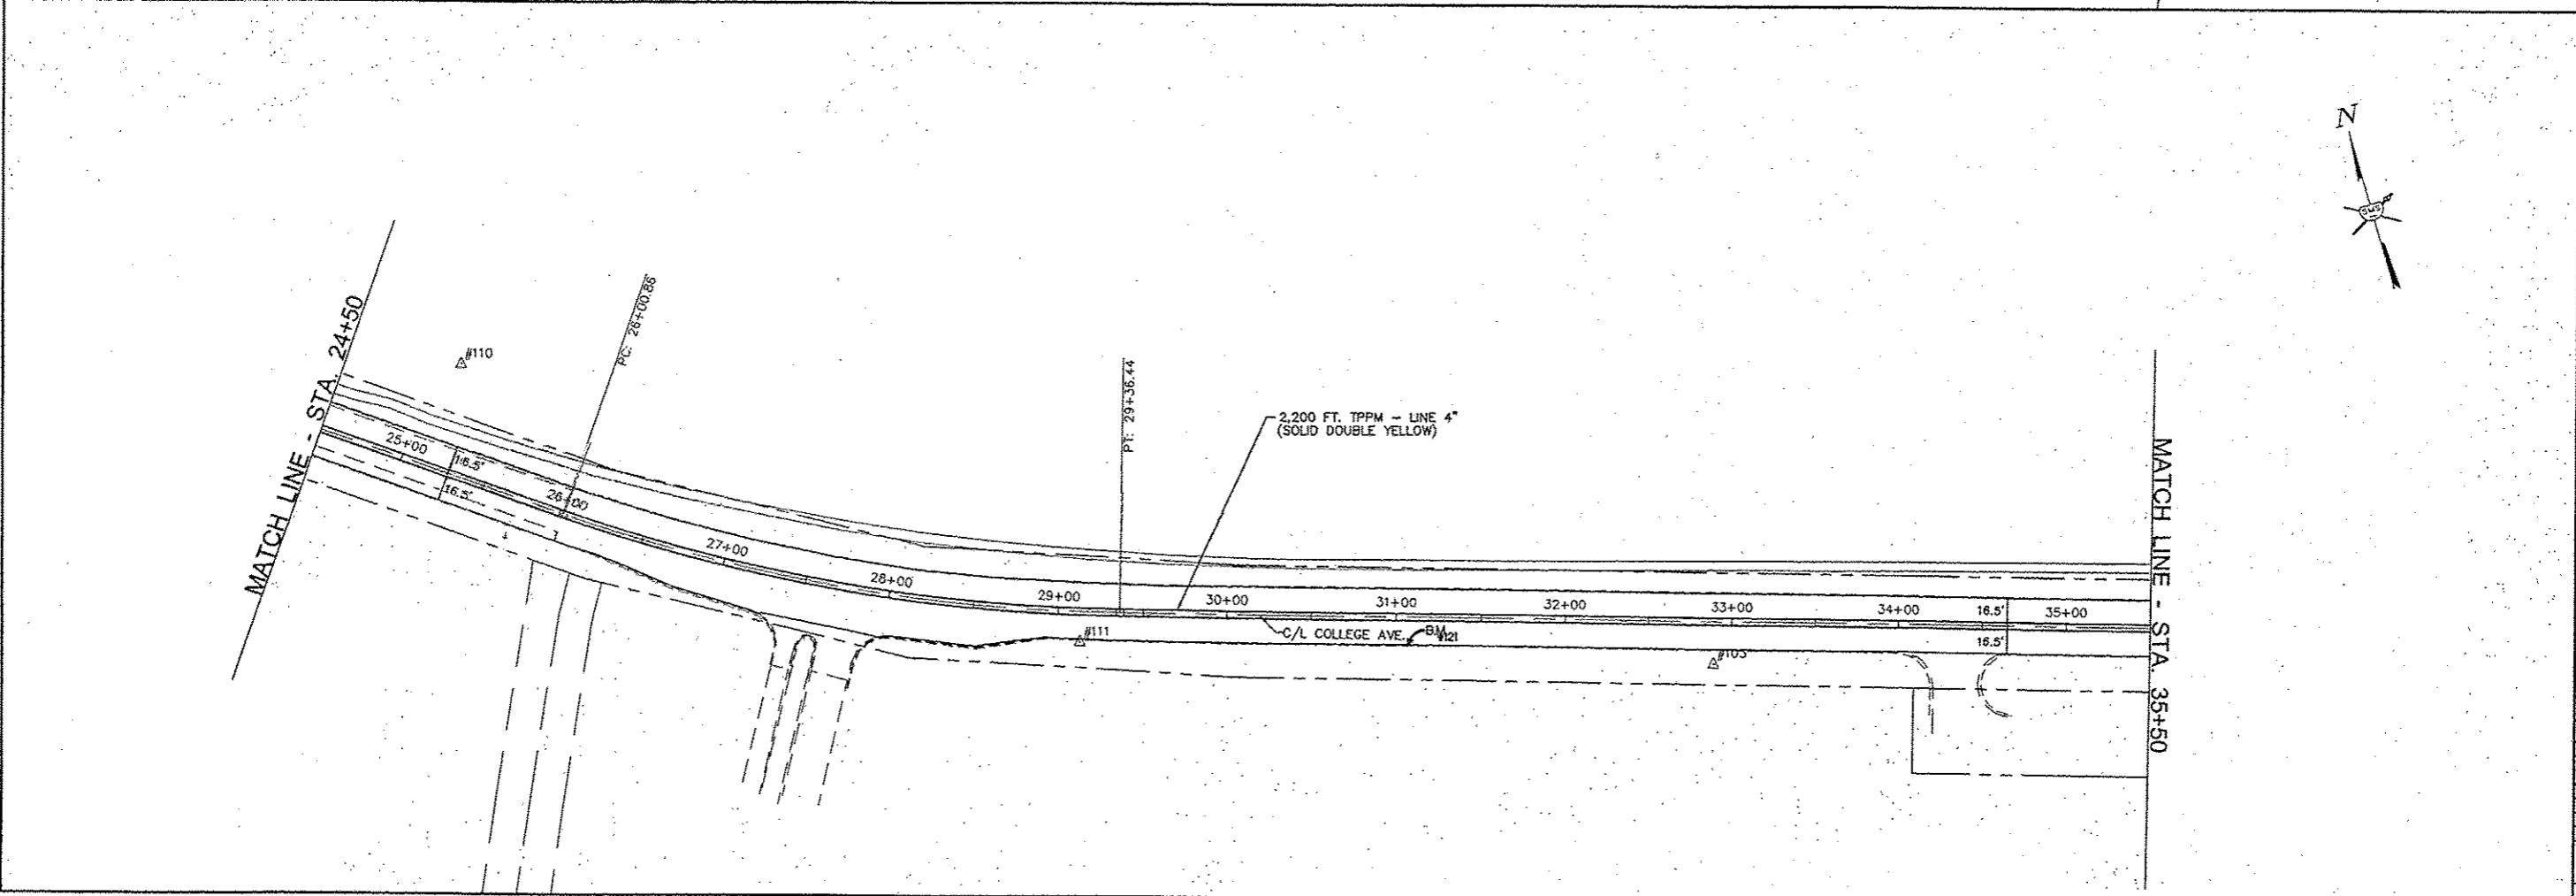 N
SMS
MATCH LINE - STA. 24+50
#110
PC: 26+00.86
PT: 29+36.44
2,200 FT. TPPM - LINE 4"
(SOLID DOUBLE YELLOW)
25+00
16.5'
16.5'
26+00
27+00
28+00
29+00
30+00
31+00
32+00
33+00
34+00
16.5'
35+00
16.5'
C/L COLLEGE AVE.
#111
MATCH LINE - STA. 35+50